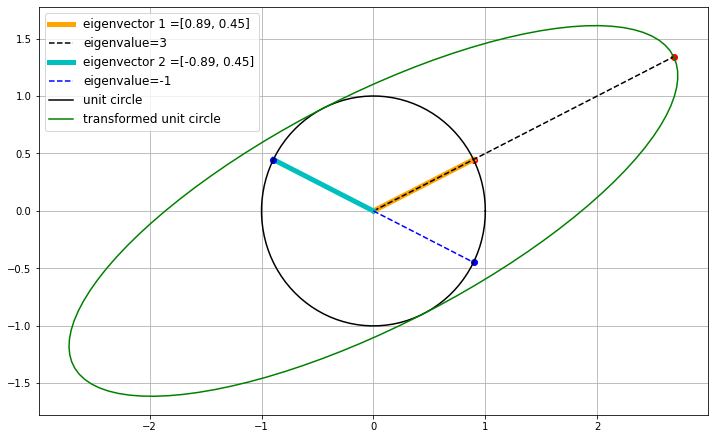 eigenvector 1 =[0.89, 0.45]
eigenvalue=3
eigenvector 2 =[-0.89, 0.45]
eigenvalue=-1
unit circle
transformed unit circle
1.5
1.0
0.5
0.0
−0.5
−1.0
−1.5
−2 −1 0 1 2